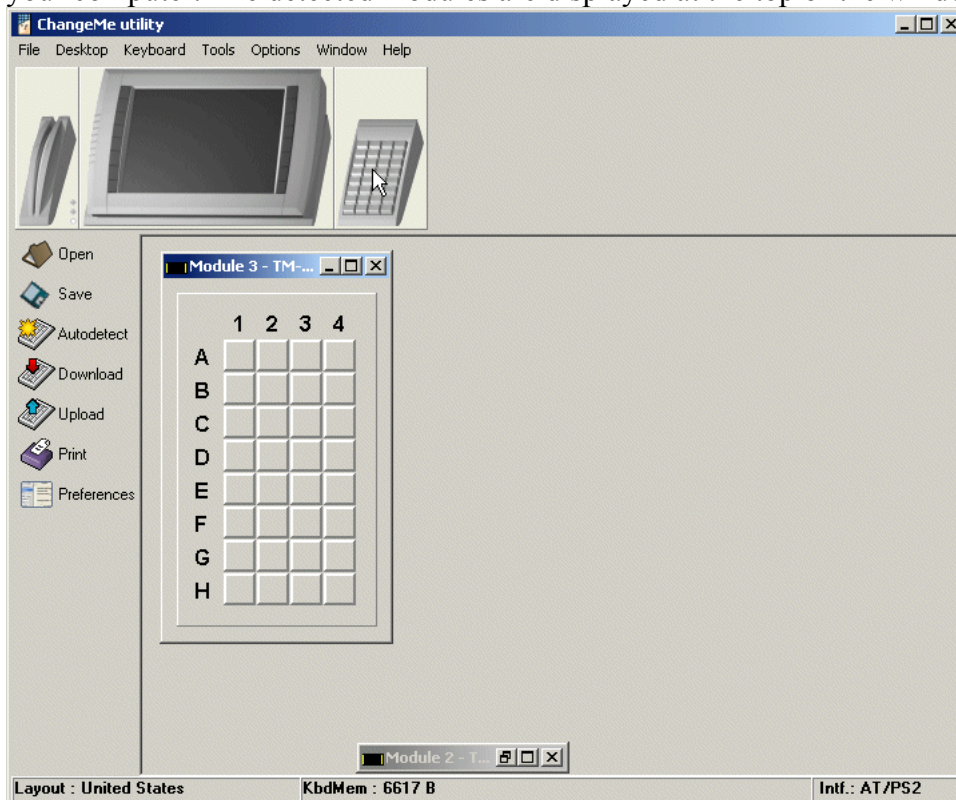 ChangeMe utility
File Desktop Keyboard Tools Options Window Help
Open
Save
Autodetect
Download
Upload
Print
Preferences
Module 3 - TM-...
1 2 3 4
A
B
C
D
E
F
G
H
Module 2 - T...
Layout : United States KbdMem : 6617 B Intf.: AT/PS2